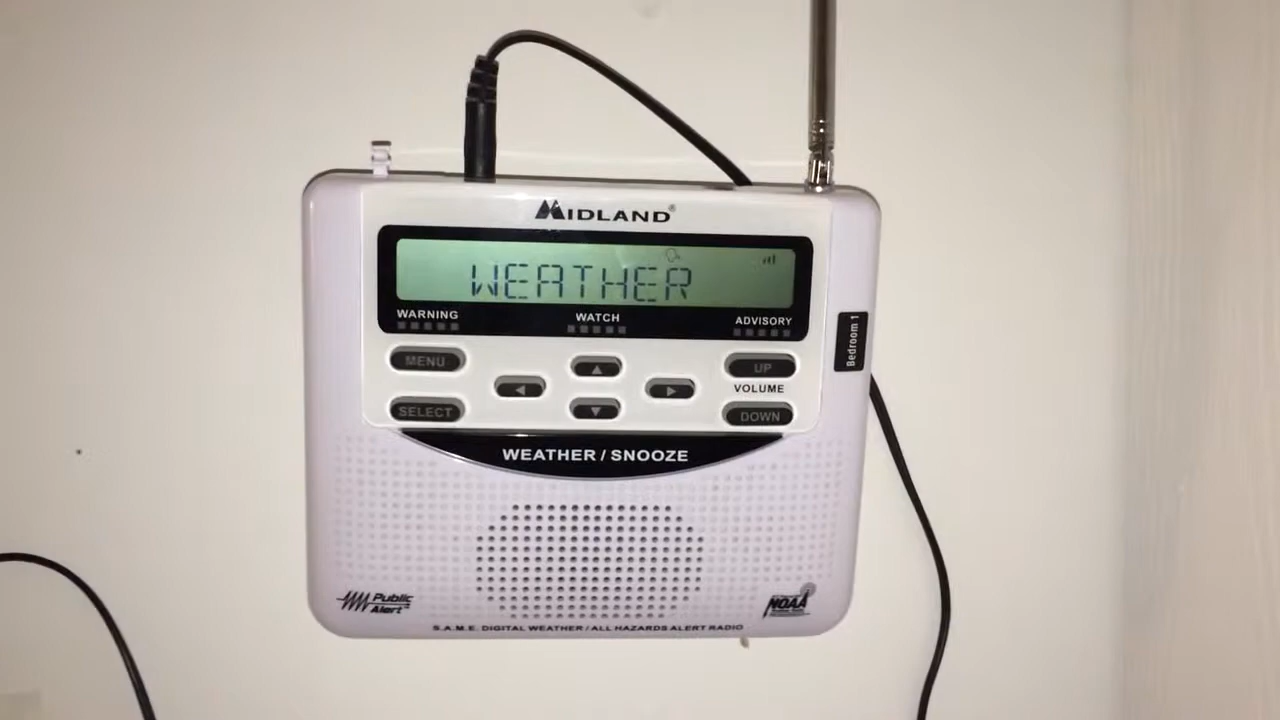 MIDLAND®
WEATHER
WARNING
WATCH
ADVISORY
MENU
UP
VOLUME
SELECT
DOWN
Bedroom 1
WEATHER / SNOOZE
Public
Alert™
NOAA
S.A.M.E. DIGITAL WEATHER / ALL HAZARDS ALERT RADIO